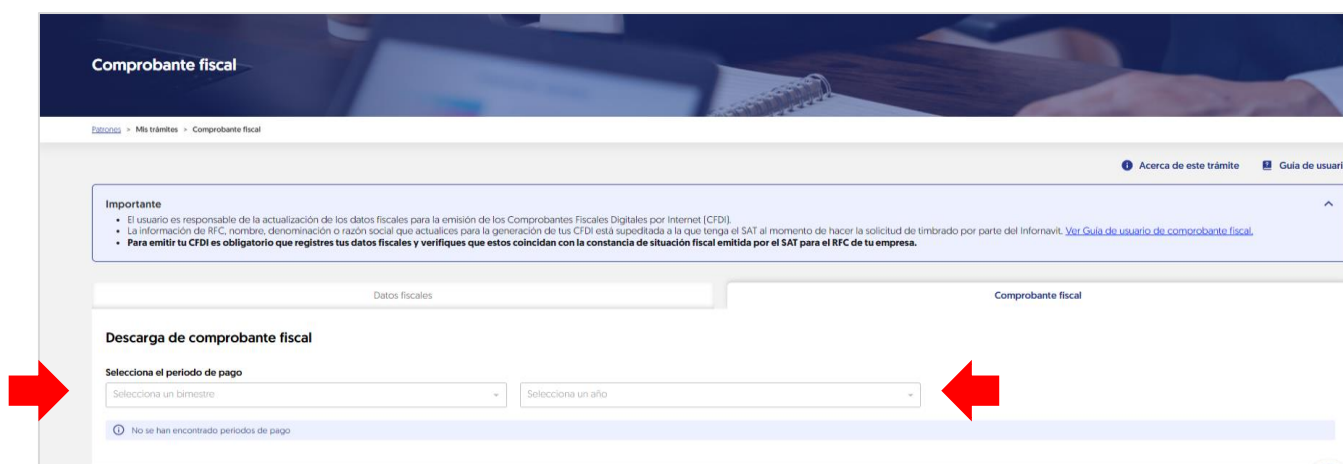 Comprobante fiscal
Patrones > Mis trámites > Comprobante fiscal
Acerca de este trámite Guía de usuari
Importante
• El usuario es responsable de la actualización de los datos fiscales para la emisión de los Comprobantes Fiscales Digitales por Internet (CFDI).
• La información de RFC, nombre, denominación o razón social que actualices para la generación de tus CFDI está supeditada a la que tenga el SAT al momento de hacer la solicitud de timbrado por parte del Infornavit. Ver Guía de usuario de comprobante fiscal.
• Para emitir tu CFDI es obligatorio que registres tus datos fiscales y verifiques que estos coincidan con la constancia de situación fiscal emitida por el SAT para el RFC de tu empresa.
Datos fiscales Comprobante fiscal
Descarga de comprobante fiscal
Selecciona el periodo de pago
Selecciona un bimestre Selecciona un año
No se han encontrado periodos de pago